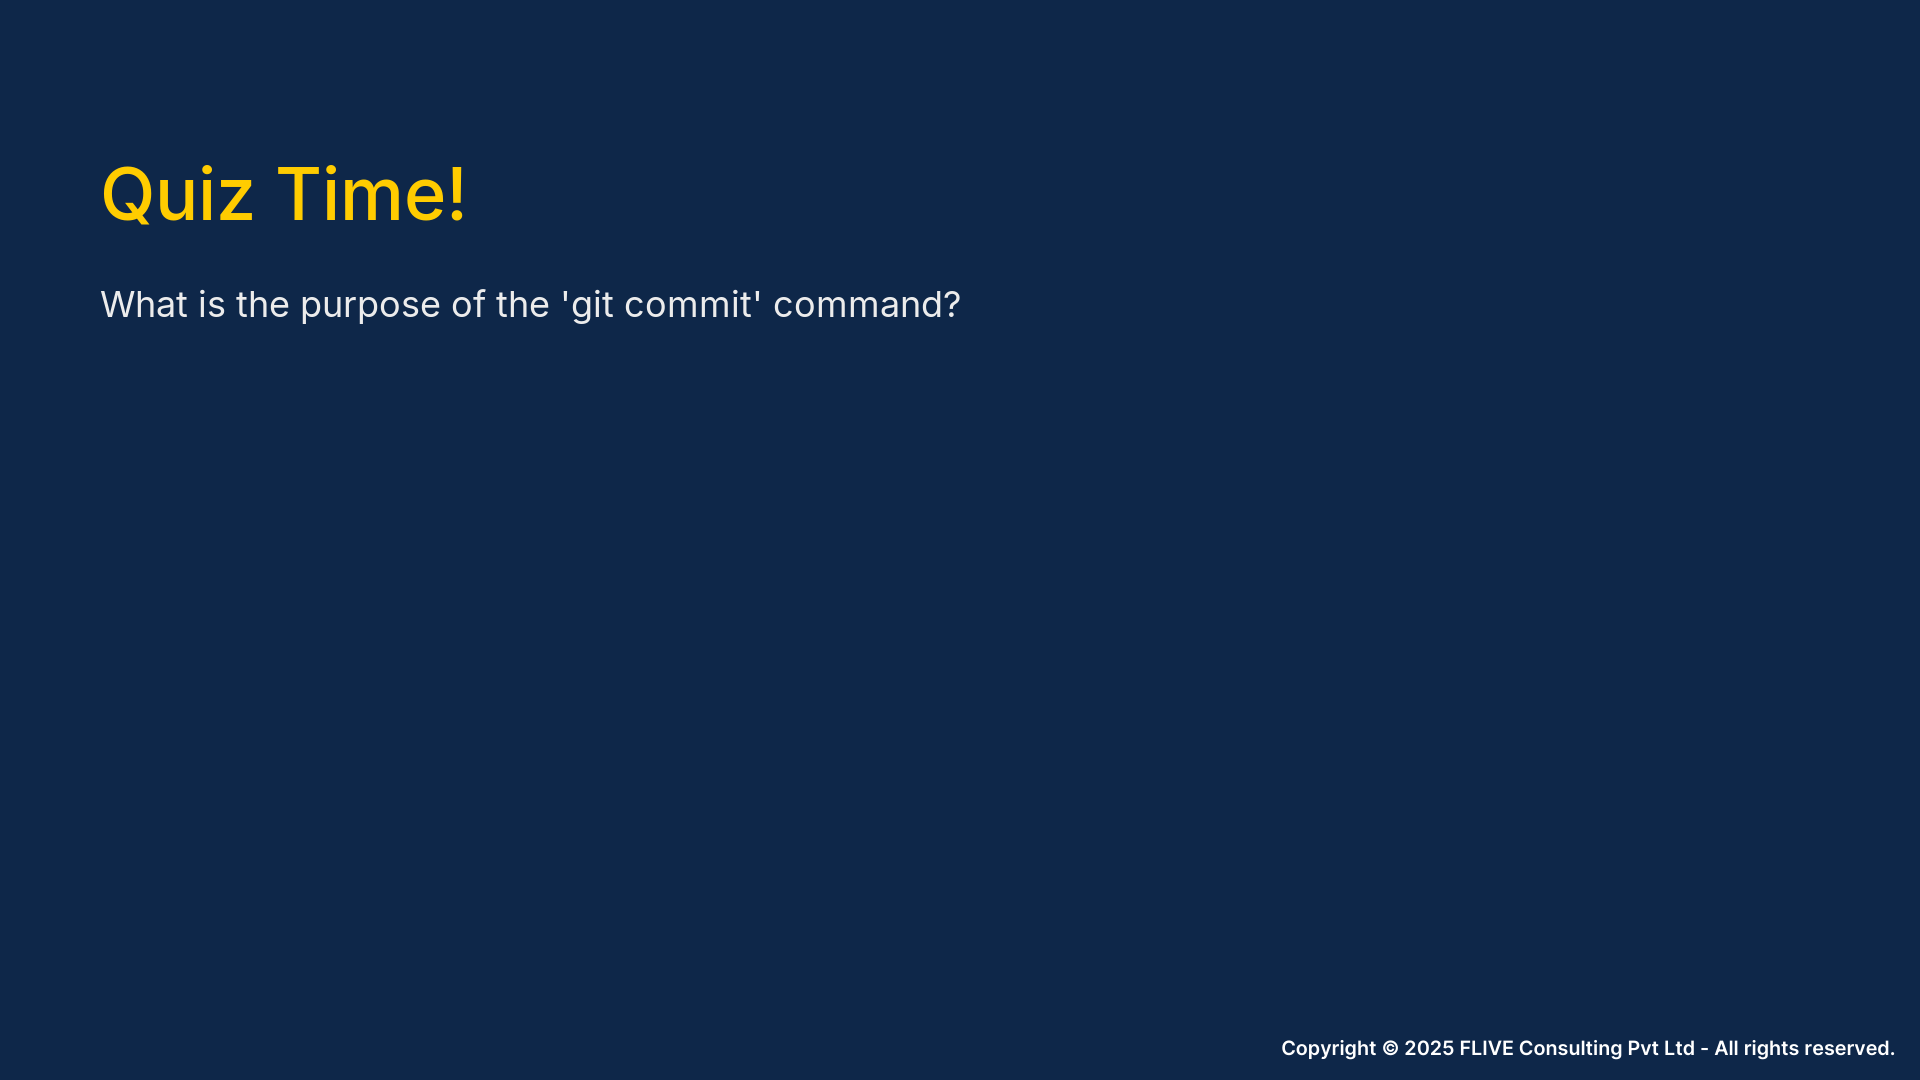 Quiz Time!
What is the purpose of the 'git commit' command?
Copyright © 2025 FLIVE Consulting Pvt Ltd - All rights reserved.